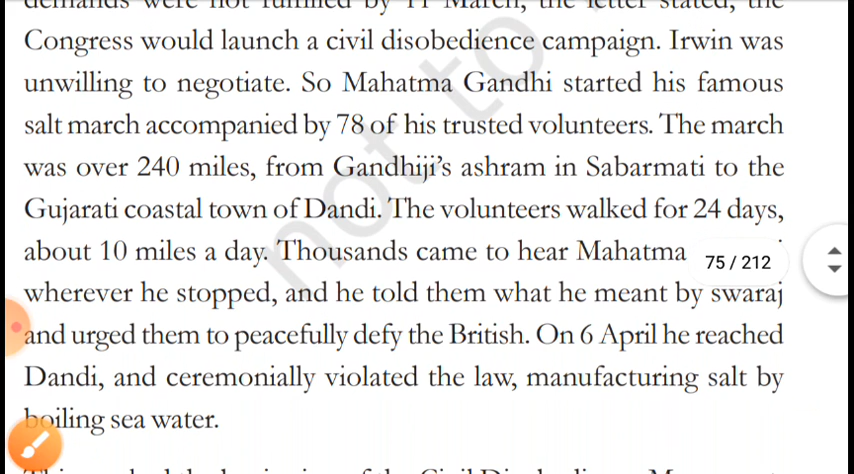 demands were not fulfilled by 11 March, the letter stated, the
Congress would launch a civil disobedience campaign. Irwin was
unwilling to negotiate. So Mahatma Gandhi started his famous
salt march accompanied by 78 of his trusted volunteers. The march
was over 240 miles, from Gandhiji’s ashram in Sabarmati to the
Gujarati coastal town of Dandi. The volunteers walked for 24 days,
about 10 miles a day. Thousands came to hear Mahatma
75 / 212
wherever he stopped, and he told them what he meant by swaraj
and urged them to peacefully defy the British. On 6 April he reached
Dandi, and ceremonially violated the law, manufacturing salt by
boiling sea water.
not to